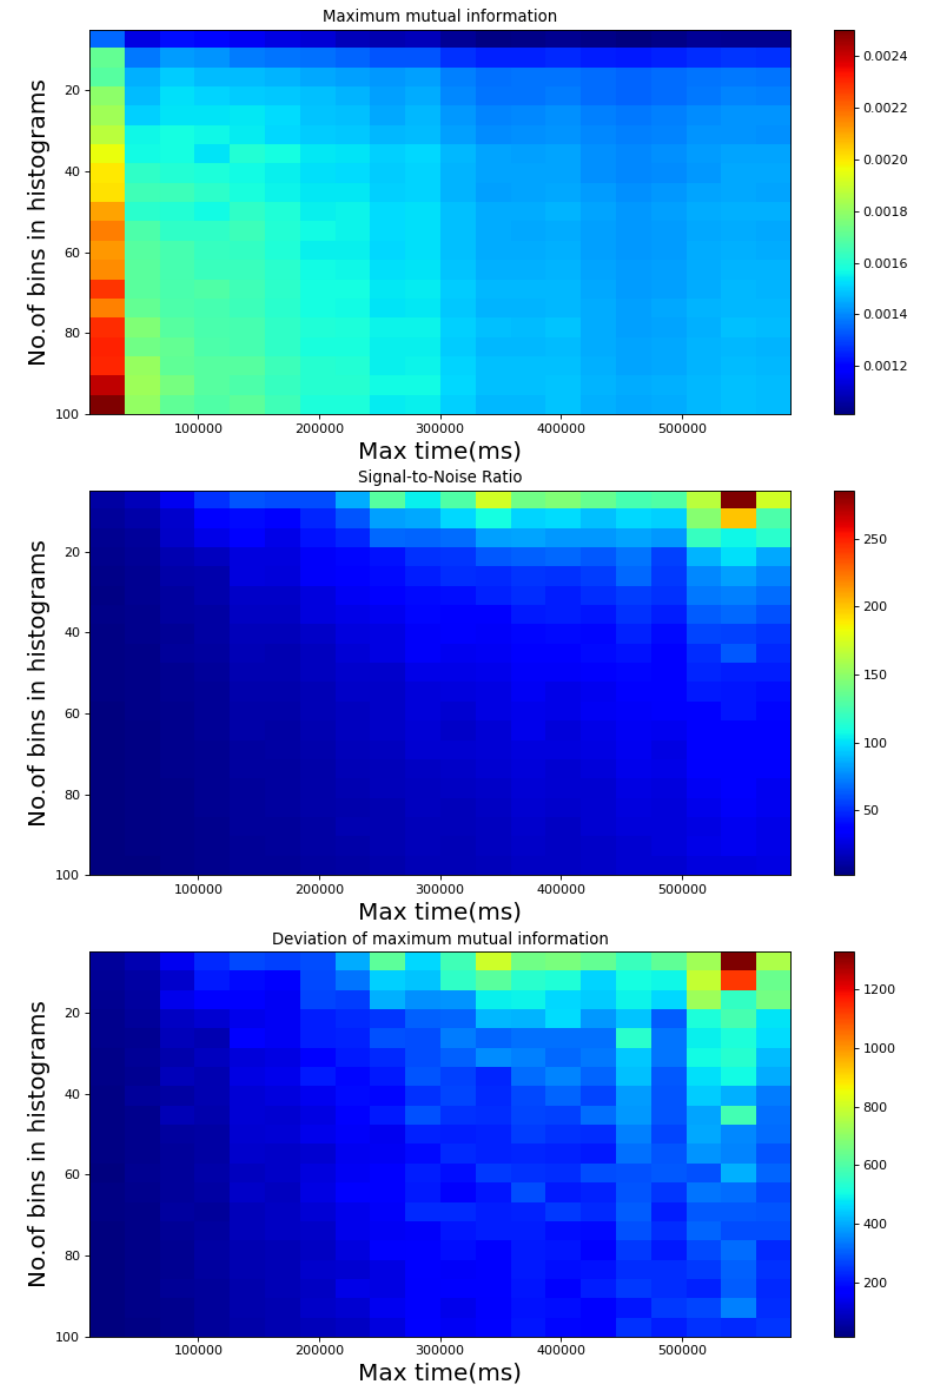 Maximum mutual information
No.of bins in histograms
20
40
60
80
100
100000 200000 300000 400000 500000
Max time(ms)
0.0024
0.0022
0.0020
0.0018
0.0016
0.0014
0.0012
Signal-to-Noise Ratio
No.of bins in histograms
20
40
60
80
100
100000 200000 300000 400000 500000
Max time(ms)
250
200
150
100
50
Deviation of maximum mutual information
No.of bins in histograms
20
40
60
80
100
100000 200000 300000 400000 500000
Max time(ms)
1200
1000
800
600
400
200